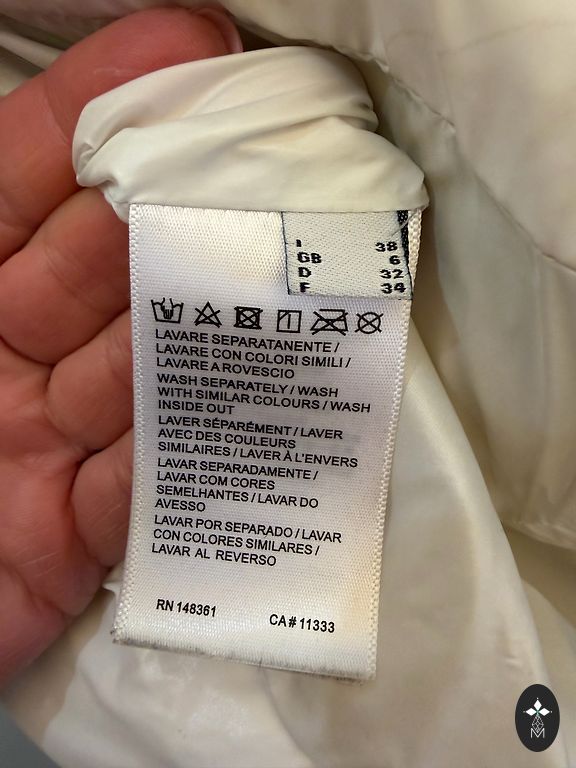 I 38
GB 6
D 32
F 34
LAVARE SEPARATANENTE /
LAVARE CON COLORI SIMILI /
LAVARE A ROVESCIO
WASH SEPARATELY / WASH
WITH SIMILAR COLOURS / WASH
INSIDE OUT
LAVER SÉPARÉMENT / LAVER
AVEC DES COULEURS
SIMILAIRES / LAVER À L'ENVERS
LAVAR SEPARADAMENTE /
LAVAR COM CORES
SEMELHANTES / LAVAR DO
AVESSO
LAVAR POR SEPARADO / LAVAR
CON COLORES SIMILARES /
LAVAR AL REVERSO
RN 148361 CA# 11333
M